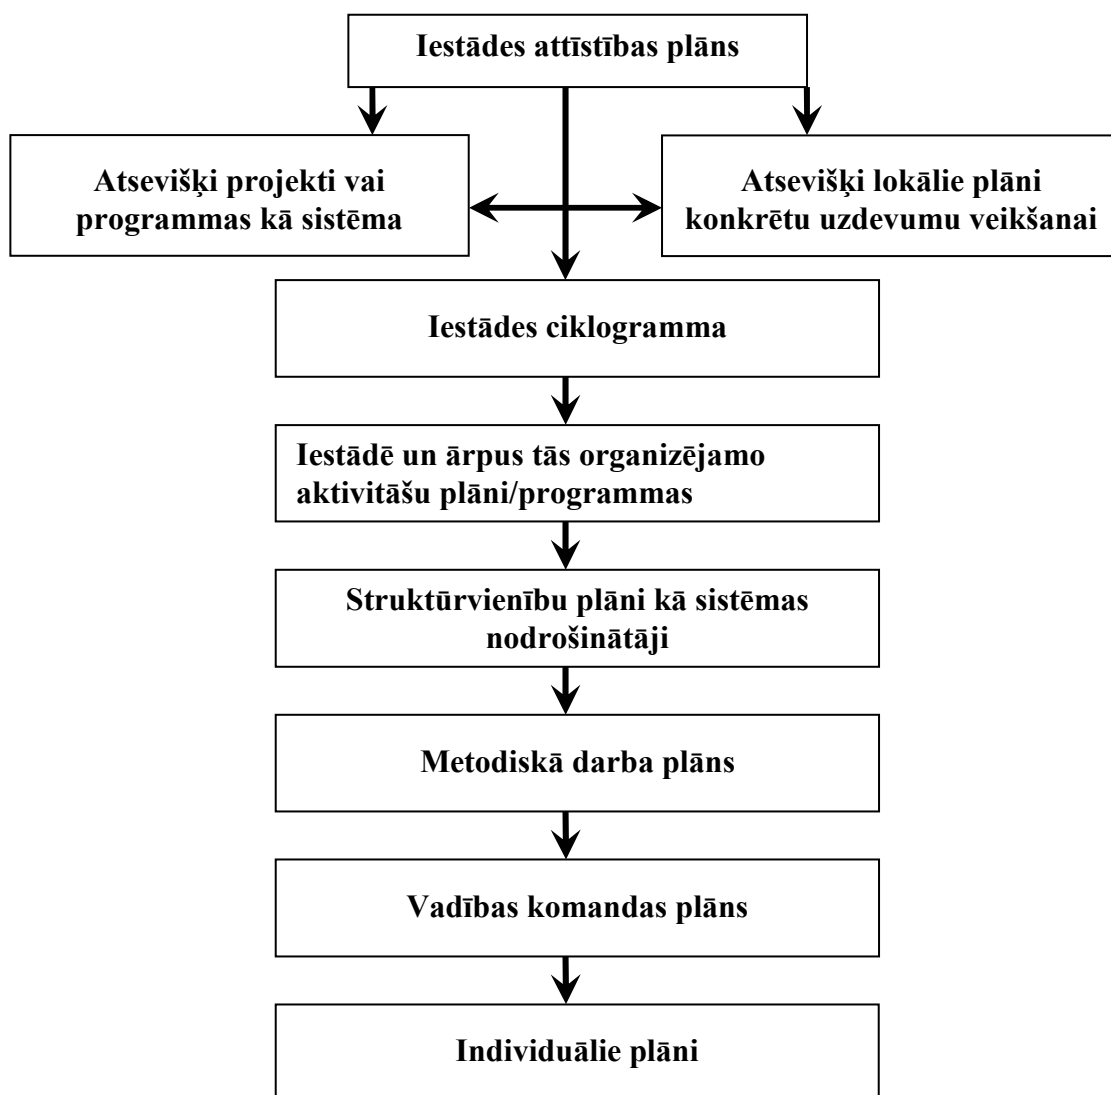 Iestādes attīstības plāns
Atsevišķi projekti vai
programmas kā sistēma
Atsevišķi lokālie plāni
konkrētu uzdevumu veikšanai
Iestādes ciklogramma
Iestādē un ārpus tās organizējamo
aktivitāšu plāni/programmas
Struktūrvienību plāni kā sistēmas
nodrošinātāji
Metodiskā darba plāns
Vadības komandas plāns
Individuālie plāni